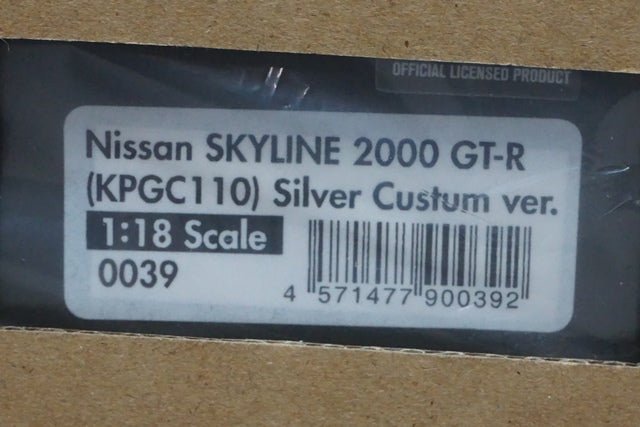 OFFICIAL LICENSED PRODUCT
Nissan SKYLINE 2000 GT-R
(KPGC110) Silver Custum ver.
1:18 Scale
0039
4 571477 900392